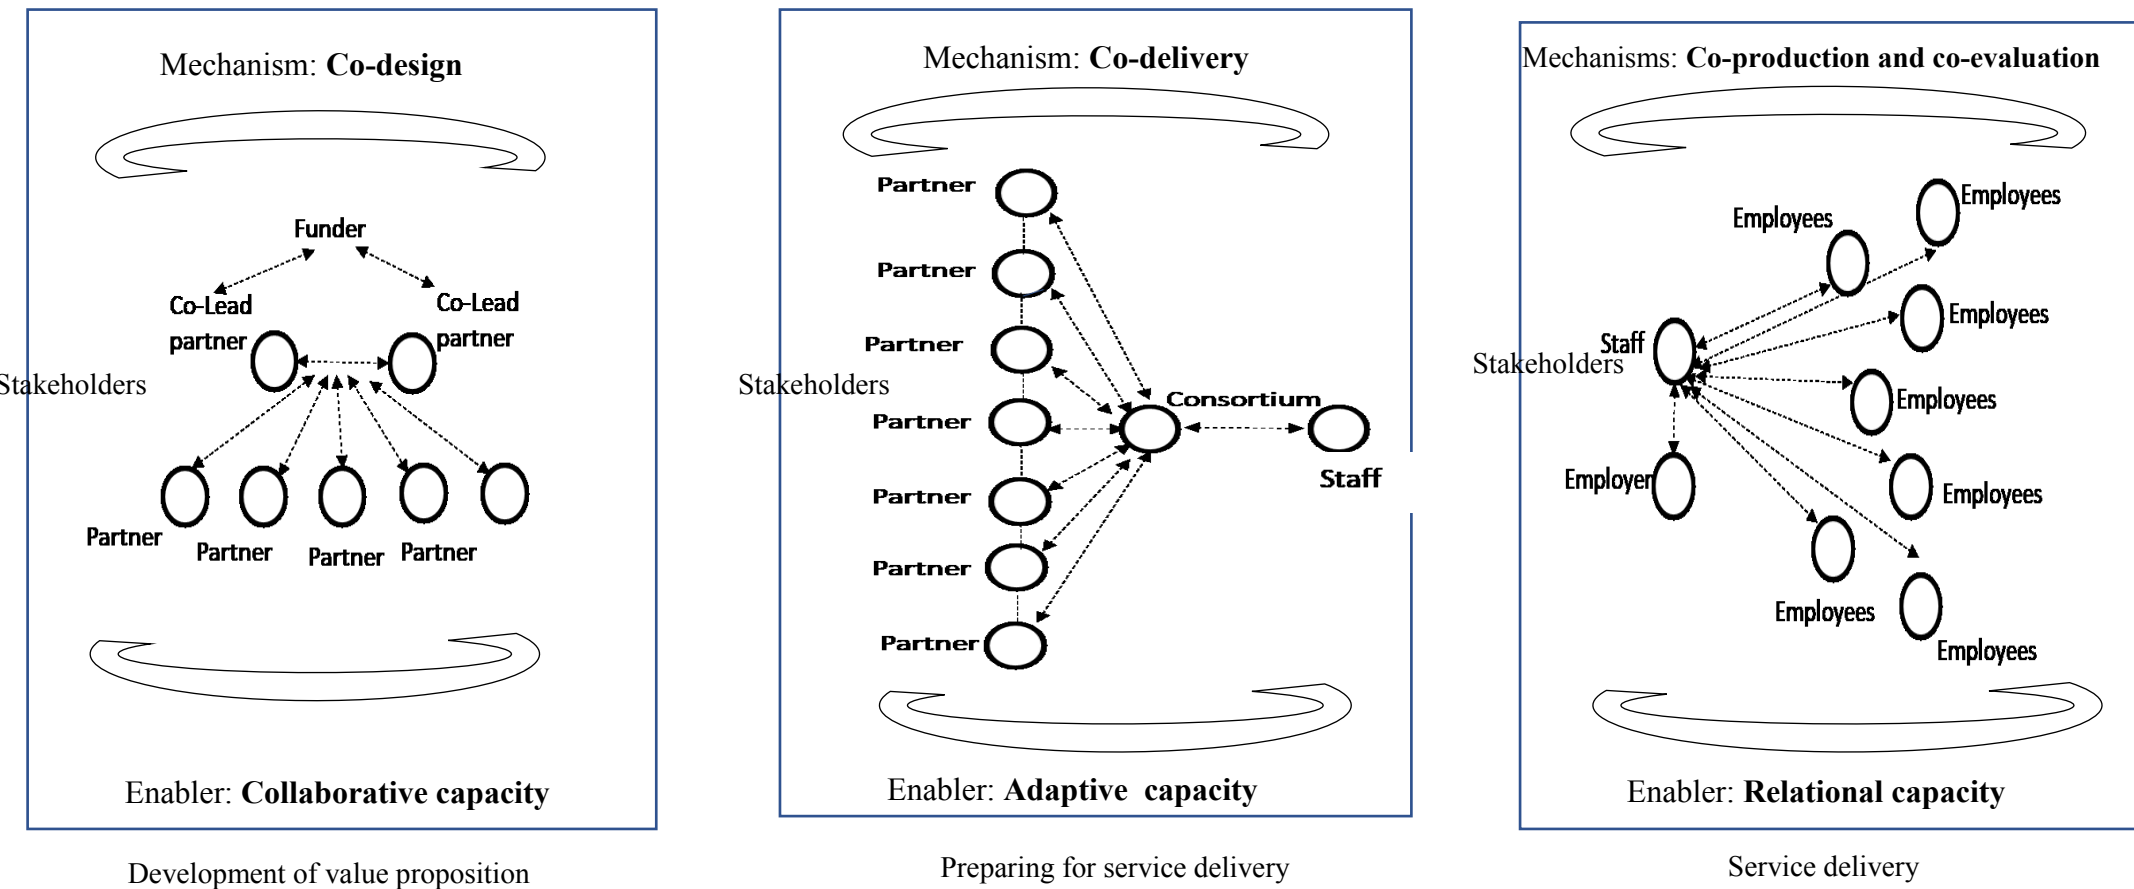 Mechanism: Co-design
Funder
Co-Lead
partner
Co-Lead
partner
Stakeholders
Partner
Partner
Partner
Partner
Enabler: Collaborative capacity
Development of value proposition
Mechanism: Co-delivery
Partner
Partner
Partner
Stakeholders
Partner
Consortium
Staff
Partner
Partner
Partner
Enabler: Adaptive capacity
Preparing for service delivery
Mechanisms: Co-production and co-evaluation
Employees
Employees
Employees
Staff
Stakeholders
Employees
Employer
Employees
Employees
Employees
Enabler: Relational capacity
Service delivery